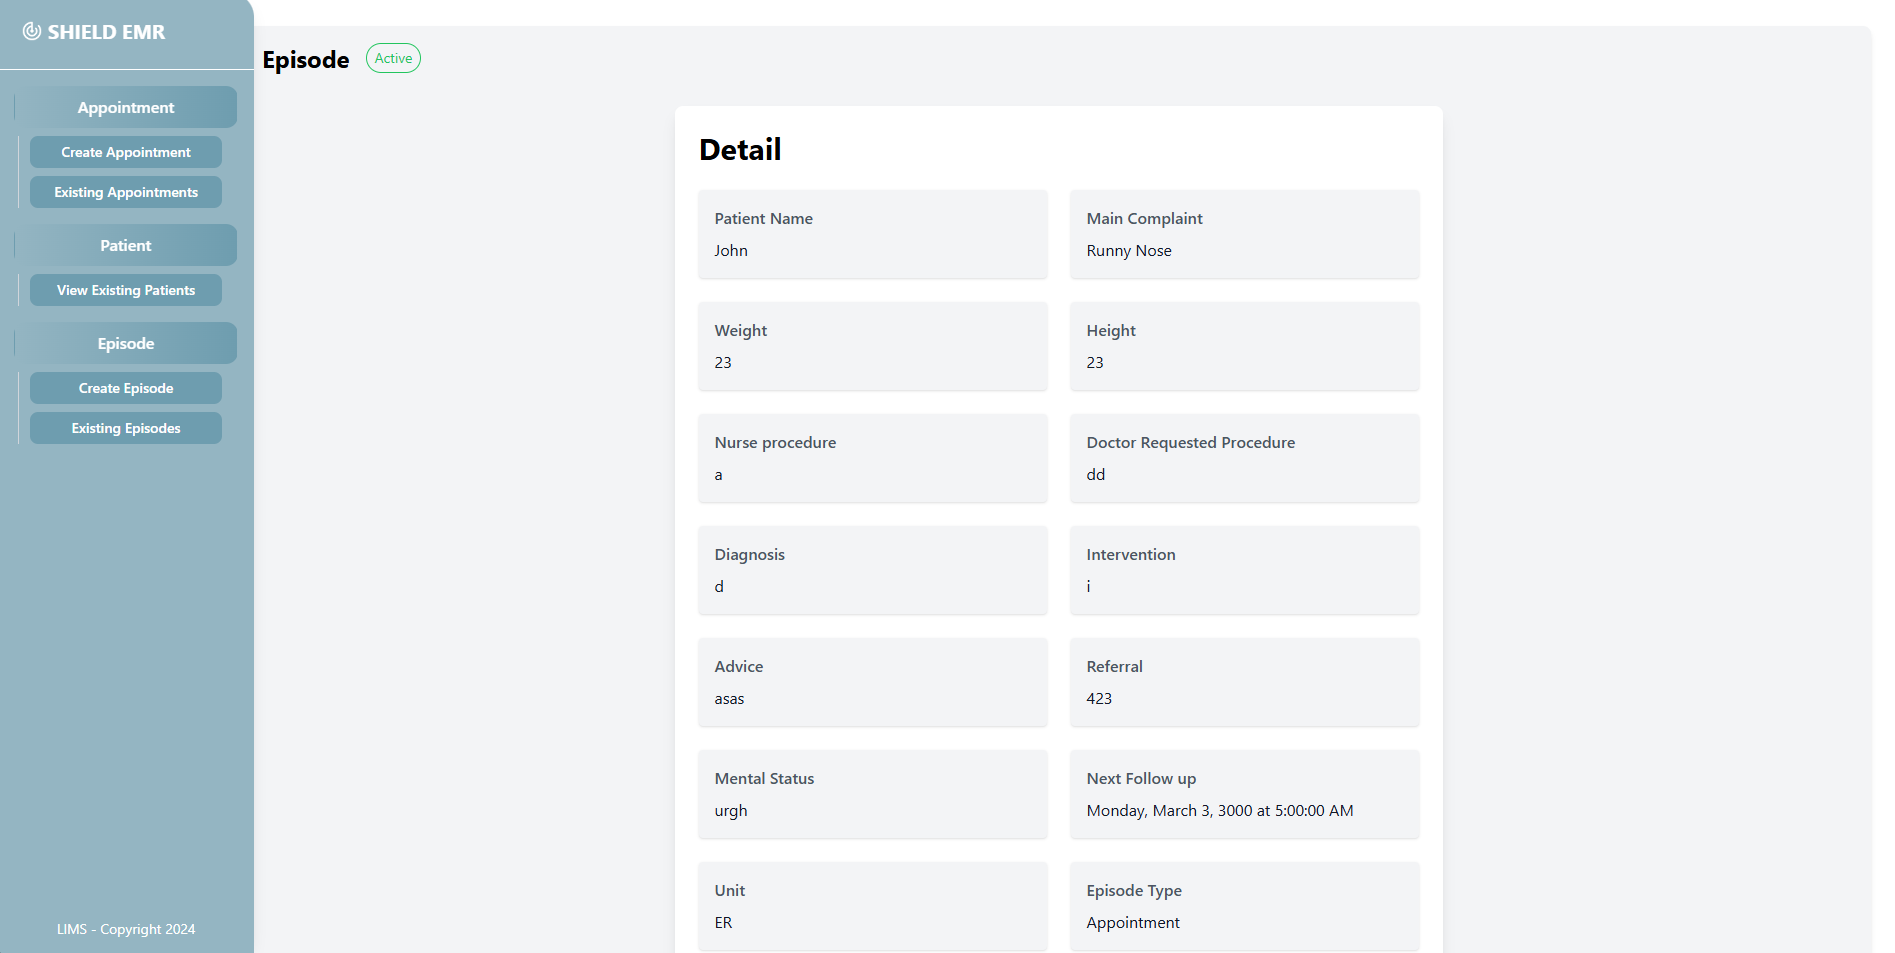 SHIELD EMR
Appointment
Create Appointment
Existing Appointments
Patient
View Existing Patients
Episode
Create Episode
Existing Episodes
LIMS - Copyright 2024
Episode
Active
Detail
Patient Name
John
Main Complaint
Runny Nose
Weight
23
Height
23
Nurse procedure
a
Doctor Requested Procedure
dd
Diagnosis
d
Intervention
i
Advice
asas
Referral
423
Mental Status
urgh
Next Follow up
Monday, March 3, 3000 at 5:00:00 AM
Unit
ER
Episode Type
Appointment